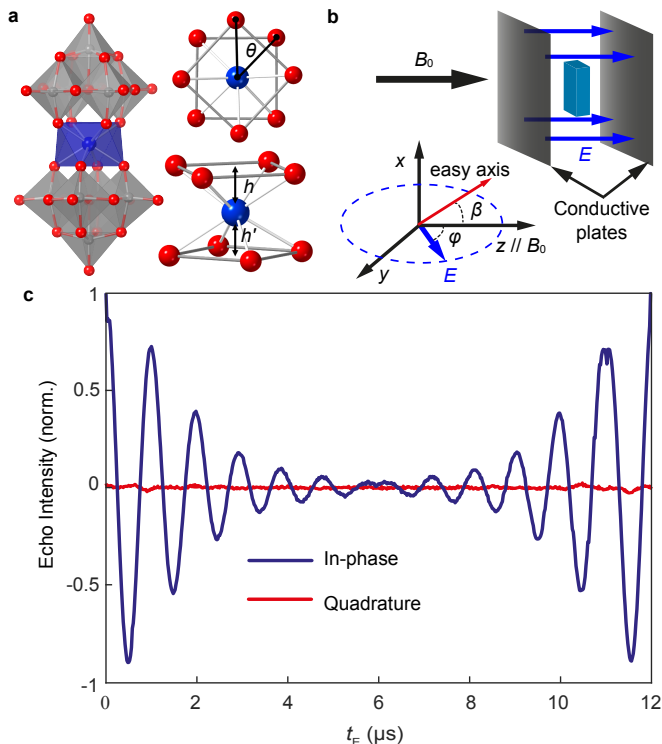 a
θ
h
h'
b
B₀
E
Conductive
plates
x
easy axis
β
φ
z // B₀
y
E
c
Echo Intensity (norm.)
1
0.5
0
-0.5
-1
In-phase
Quadrature
0 2 4 6 8 10 12
t_E (μs)